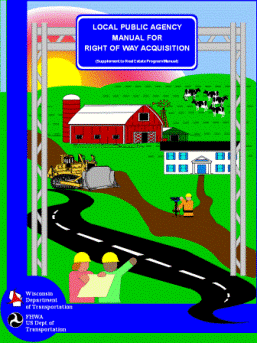 LOCAL PUBLIC AGENCY
MANUAL FOR
RIGHT OF WAY ACQUISITION
(Supplement to Real Estate Program Manual)
Wisconsin
Department
of Transportation
FHWA
US Dept. of
Transportation